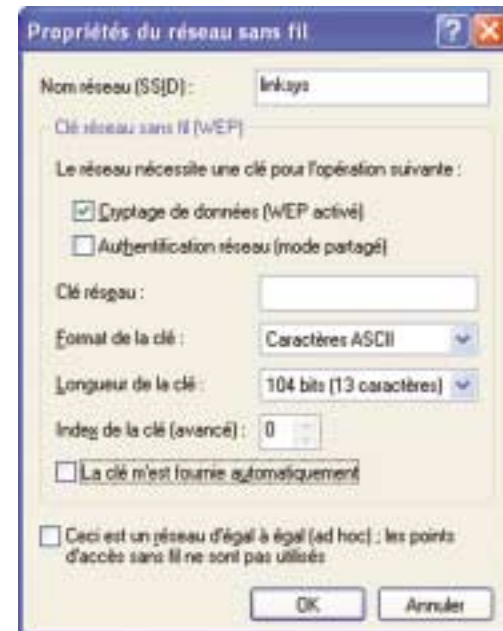 Propriétés du réseau sans fil
Nom réseau (SSID) : linksys
Clé réseau sans fil (WEP)
Le réseau nécessite une clé pour l'opération suivante :
Cryptage de données (WEP activé)
Authentification réseau (mode partagé)
Clé réseau :
Format de la clé : Caractères ASCII
Longueur de la clé : 104 bits (13 caractères)
Index de la clé (avancé) : 0
La clé m'est fournie automatiquement
Ceci est un réseau d'égal à égal (ad hoc) ; les points
d'accès sans fil ne sont pas utilisés
OK Annuler